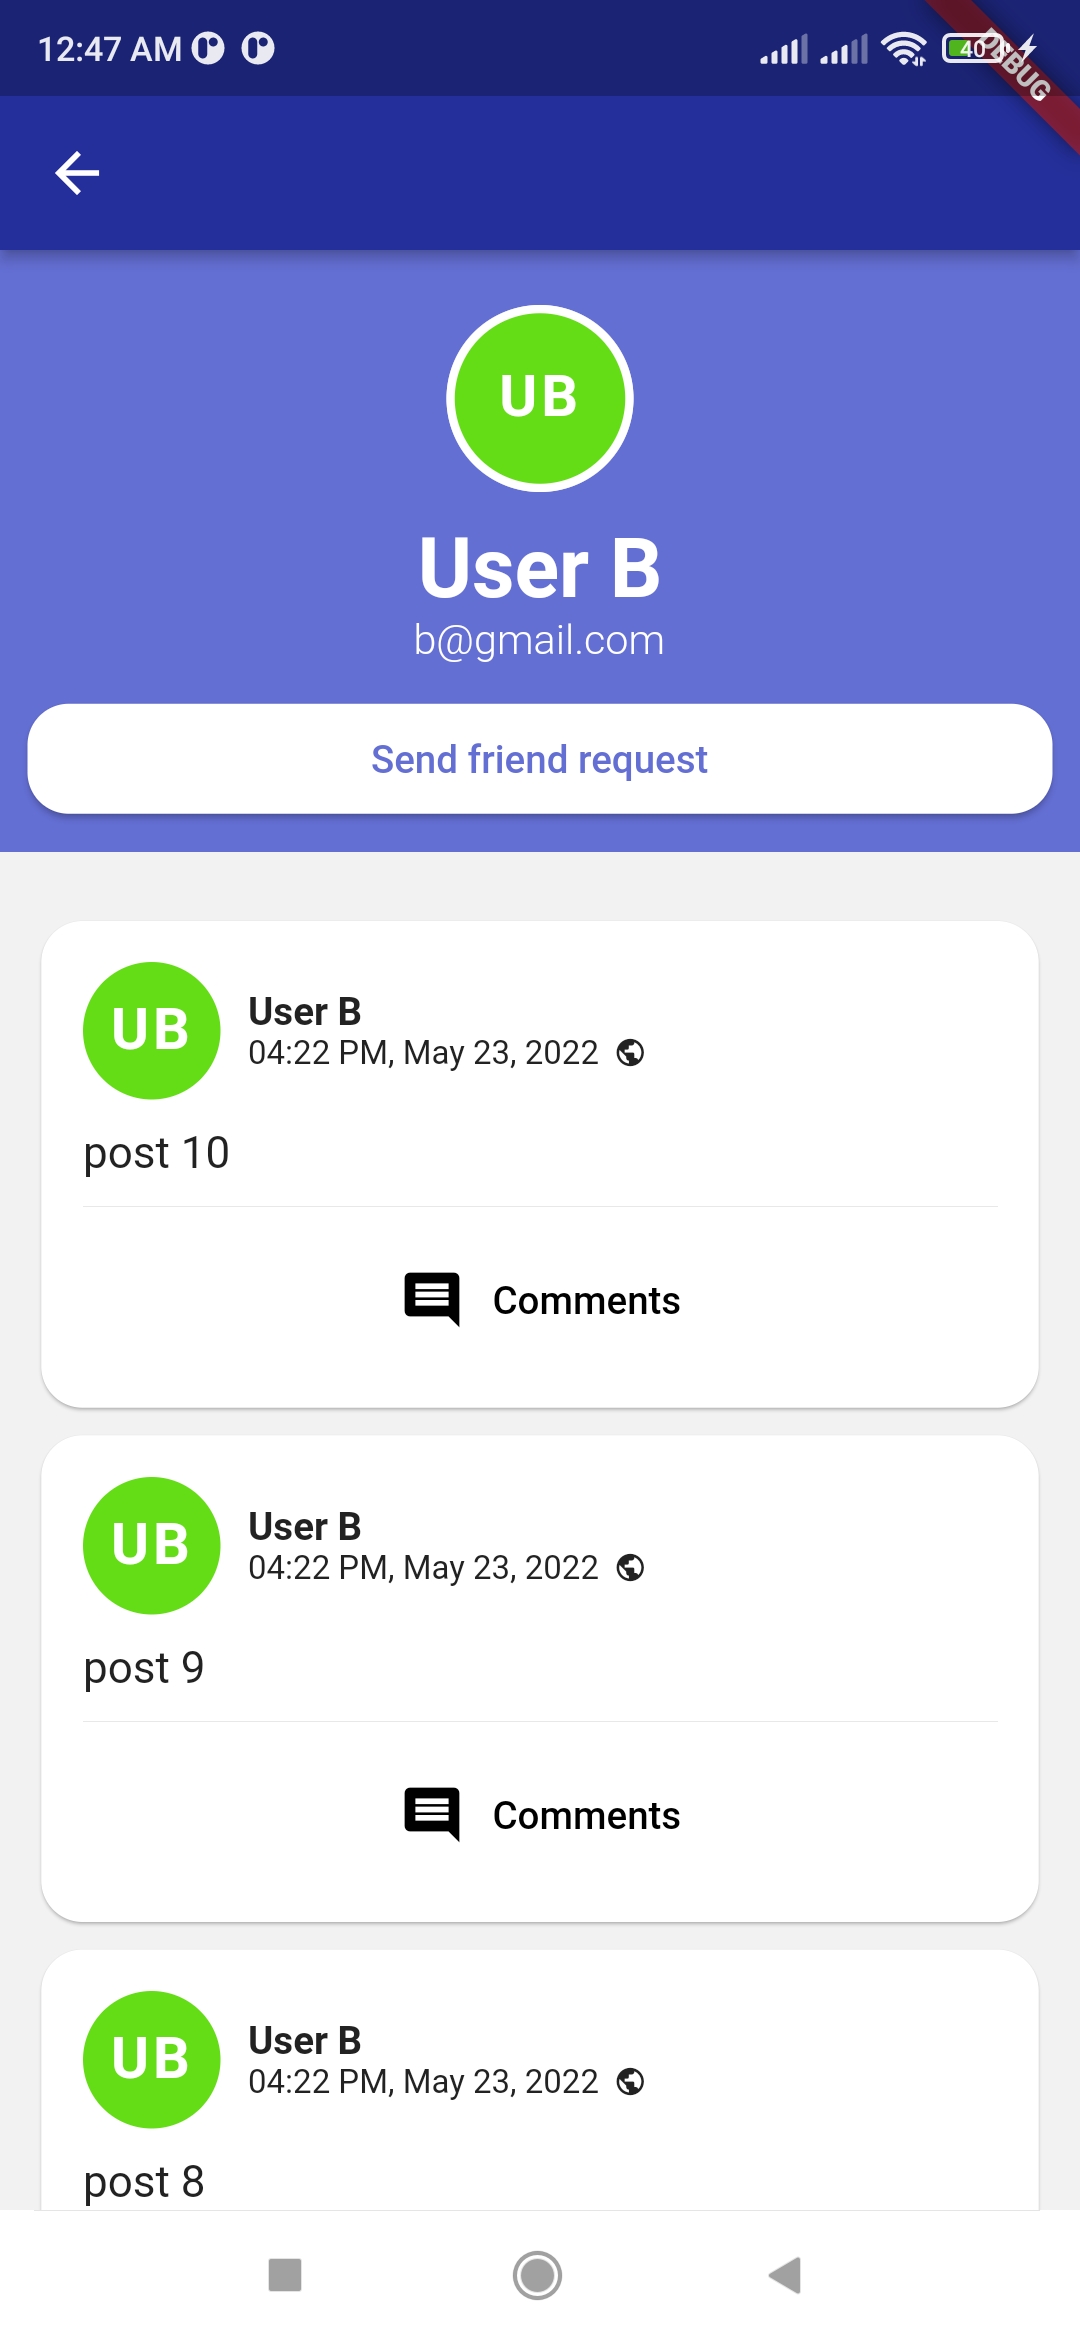 12:47 AM
40
DEBUG
UB
User B
b@gmail.com
Send friend request
UB
User B
04:22 PM, May 23, 2022
post 10
Comments
UB
User B
04:22 PM, May 23, 2022
post 9
Comments
UB
User B
04:22 PM, May 23, 2022
post 8